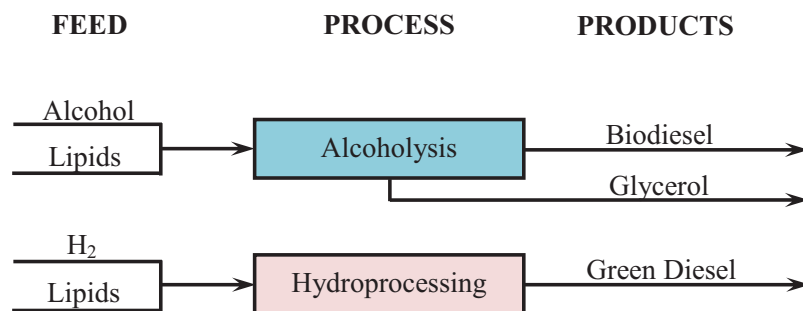 FEED PROCESS PRODUCTS
Alcohol
Lipids
Alcoholysis
Biodiesel
Glycerol
H₂
Lipids
Hydroprocessing
Green Diesel